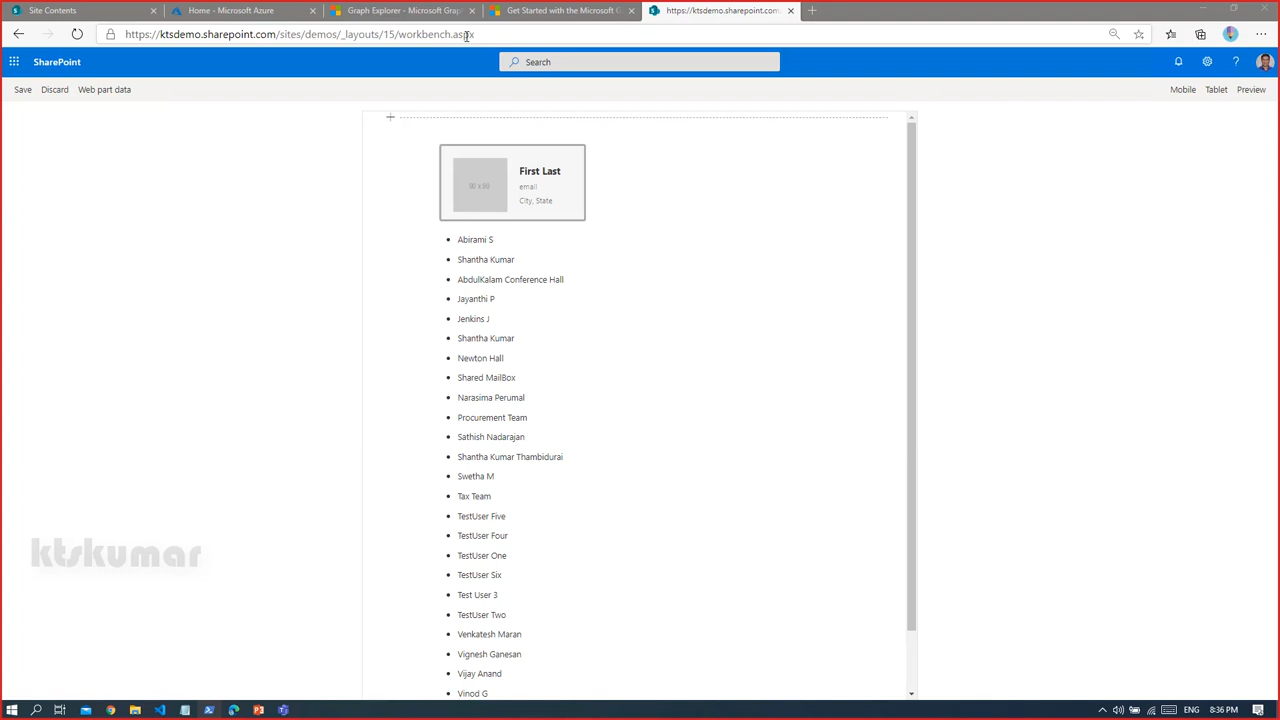 Site Contents
Home - Microsoft Azure
Graph Explorer - Microsoft Grap
Get Started with the Microsoft G
https://ktsdemo.sharepoint.com
https://ktsdemo.sharepoint.com/sites/demos/_layouts/15/workbench.aspx
SharePoint
Search
Save Discard Web part data
Mobile Tablet Preview
90 x 90
First Last
email
City, State
Abirami S
Shantha Kumar
AbdulKalam Conference Hall
Jayanthi P
Jenkins J
Shantha Kumar
Newton Hall
Shared MailBox
Narasima Perumal
Procurement Team
Sathish Nadarajan
Shantha Kumar Thambidurai
Swetha M
Tax Team
TestUser Five
TestUser Four
TestUser One
TestUser Six
Test User 3
TestUser Two
Venkatesh Maran
Vignesh Ganesan
Vijay Anand
Vinod G
ktskumar
ENG 8:36 PM